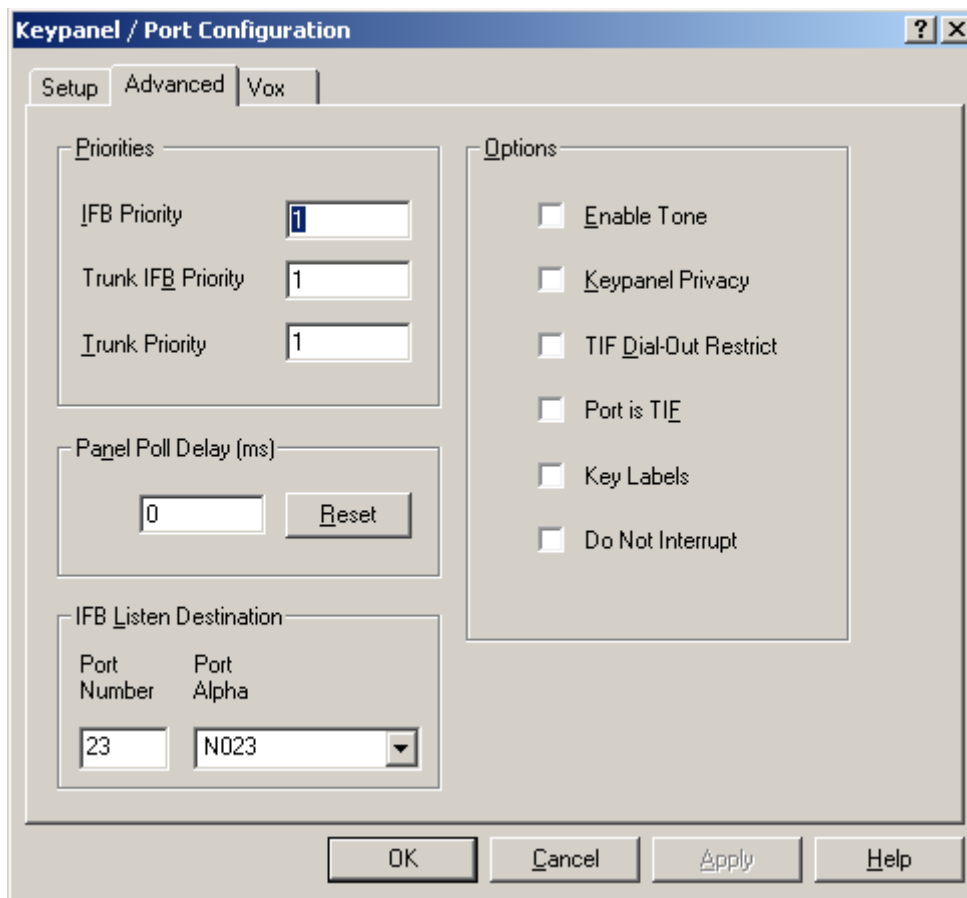 Keypanel / Port Configuration
Setup
Advanced
Vox
Priorities
IFB Priority
1
Trunk IFB Priority
1
Trunk Priority
1
Panel Poll Delay (ms)
0
Reset
IFB Listen Destination
Port Number
Port Alpha
23
N023
Options
Enable Tone
Keypanel Privacy
TIF Dial-Out Restrict
Port is TIF
Key Labels
Do Not Interrupt
OK
Cancel
Apply
Help